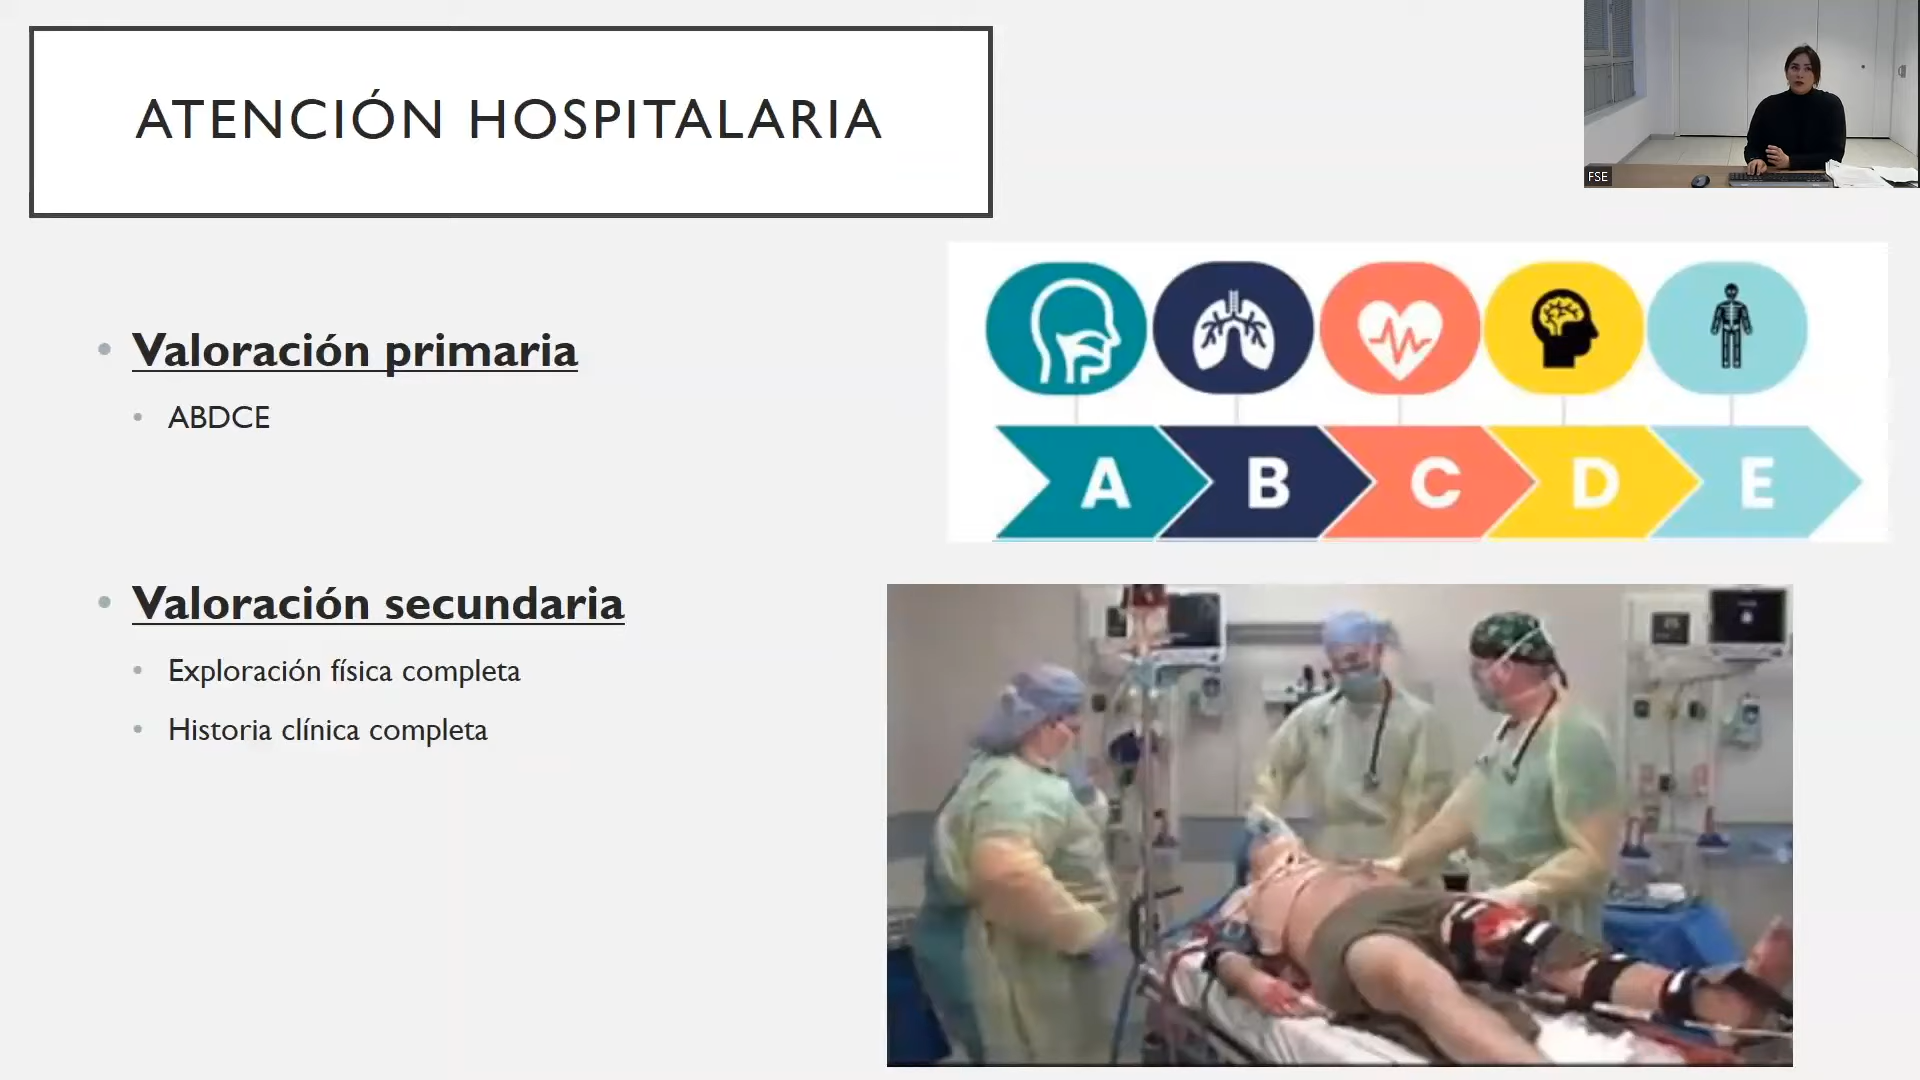 ATENCIÓN HOSPITALARIA
FSE
Valoración primaria
ABDCE
A B C D E
Valoración secundaria
Exploración física completa
Historia clínica completa